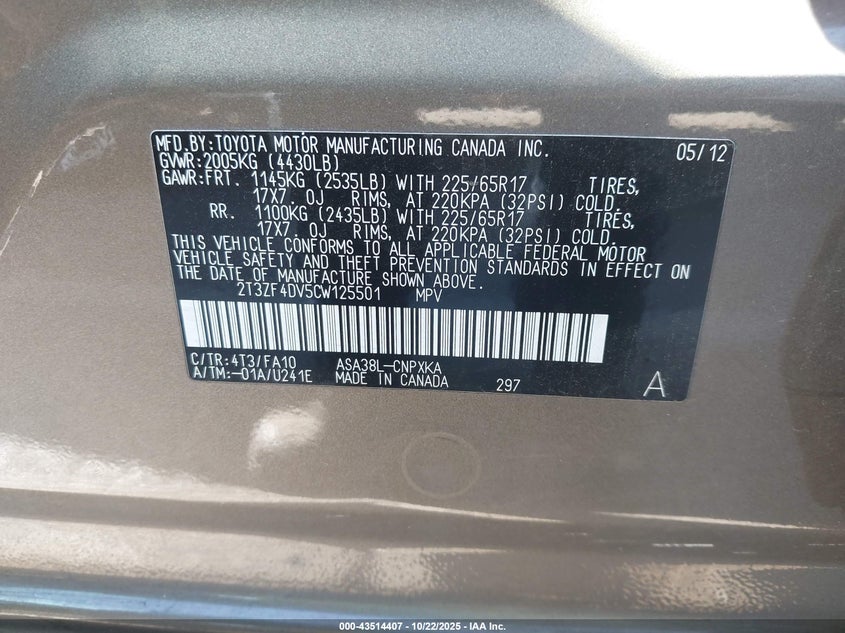 MFD.BY:TOYOTA MOTOR MANUFACTURING CANADA INC. 05/12
GVWR:2005KG (4430LB)
GAWR:FRT. 1145KG (2535LB) WITH 225/65R17 TIRES,
17X7. 0J RIMS, AT 220KPA (32PSI) COLD.
RR. 1100KG (2435LB) WITH 225/65R17 TIRES,
17X7. 0J RIMS, AT 220KPA (32PSI) COLD.
THIS VEHICLE CONFORMS TO ALL APPLICABLE FEDERAL MOTOR
VEHICLE SAFETY AND THEFT PREVENTION STANDARDS IN EFFECT ON
THE DATE OF MANUFACTURE SHOWN ABOVE.
2T3ZF4DV5CW125501 MPV
C/TR:4T3/FA10 ASA38L-CNPXKA
A/TM:-01A/U241E MADE IN CANADA 297 A
000-43514407 - 10/22/2025 - IAA Inc.